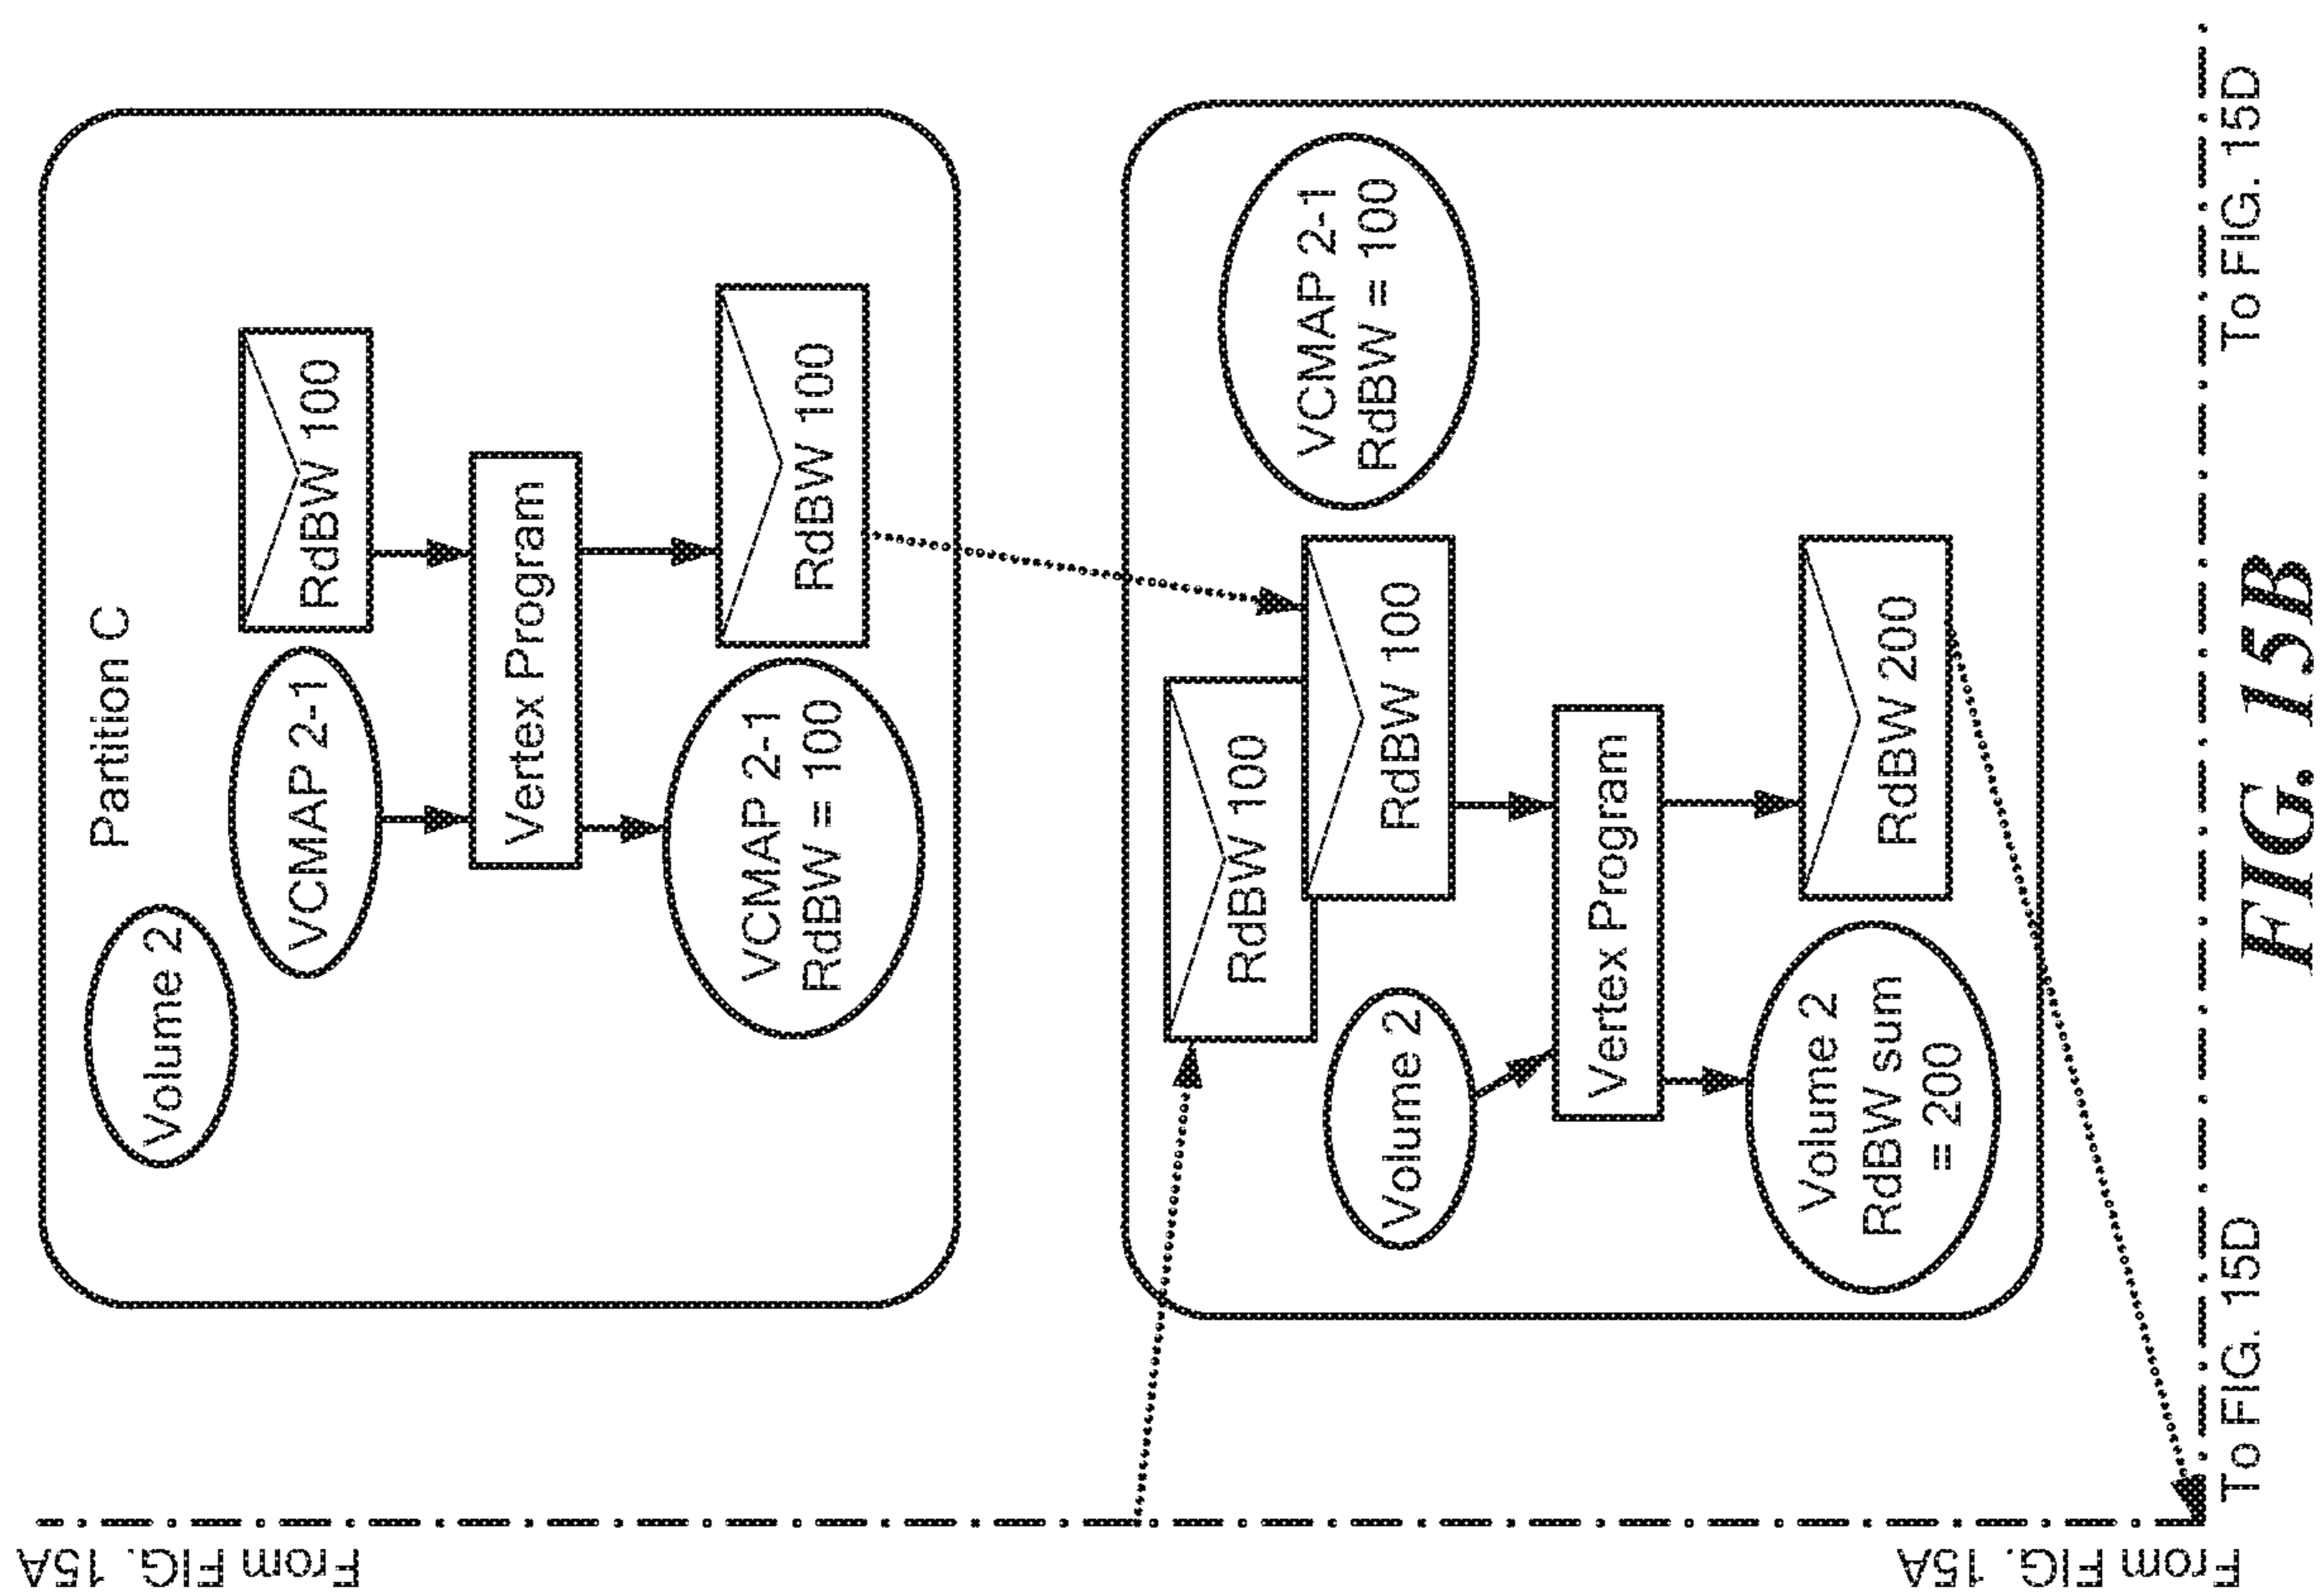 From FIG. 15A
Partition C
Volume 2
VCMAP 2-1
RdBW 100
Vertex Program
VCMAP 2-1
RdBW = 100
RdBW 100
RdBW 100
RdBW 100
Volume 2
VCMAP 2-1
RdBW = 100
Vertex Program
Volume 2
RdBW sum
= 200
RdBW 200
From FIG. 15A
To FIG. 15D
To FIG. 15D
FIG. 15B